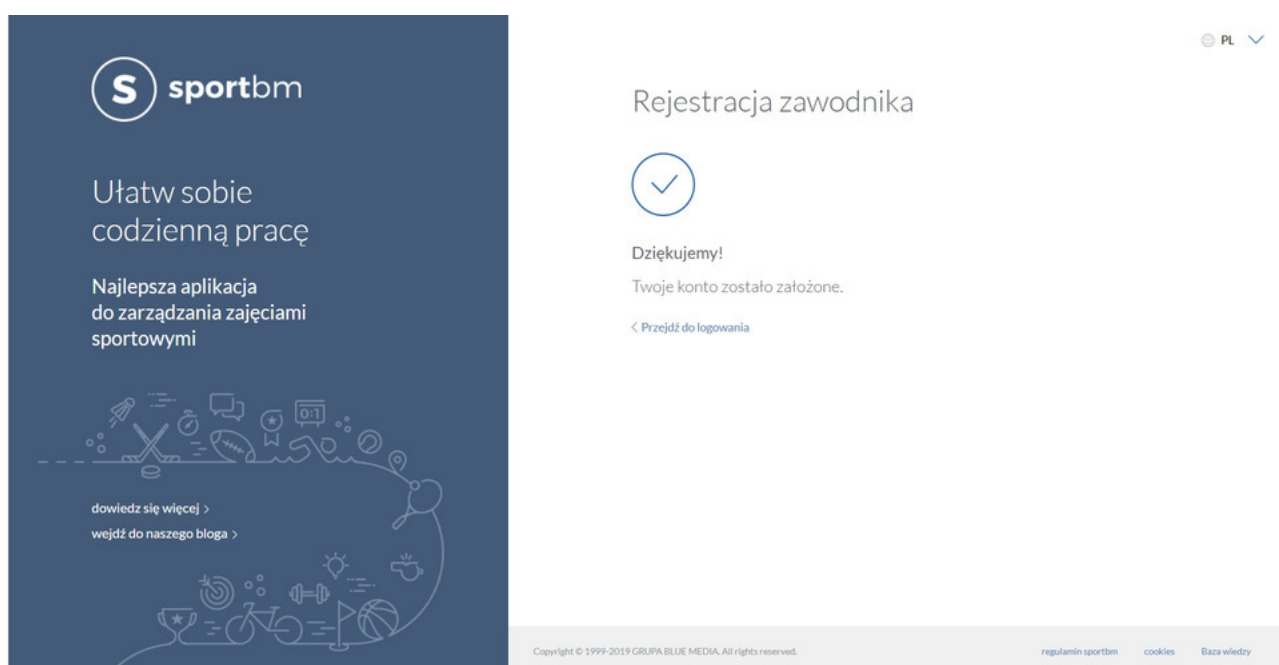 S sportbm
Ułatw sobie
codzienną pracę
Najlepsza aplikacja
do zarządzania zajęciami
sportowymi
0:1
dowiedz się więcej >
wejdź do naszego bloga >
PL
Rejestracja zawodnika
Dziękujemy!
Twoje konto zostało założone.
< Przejdź do logowania
Copyright © 1999-2019 GRUPA BLUE MEDIA. All rights reserved.
regulamin sportbm cookies Baza wiedzy